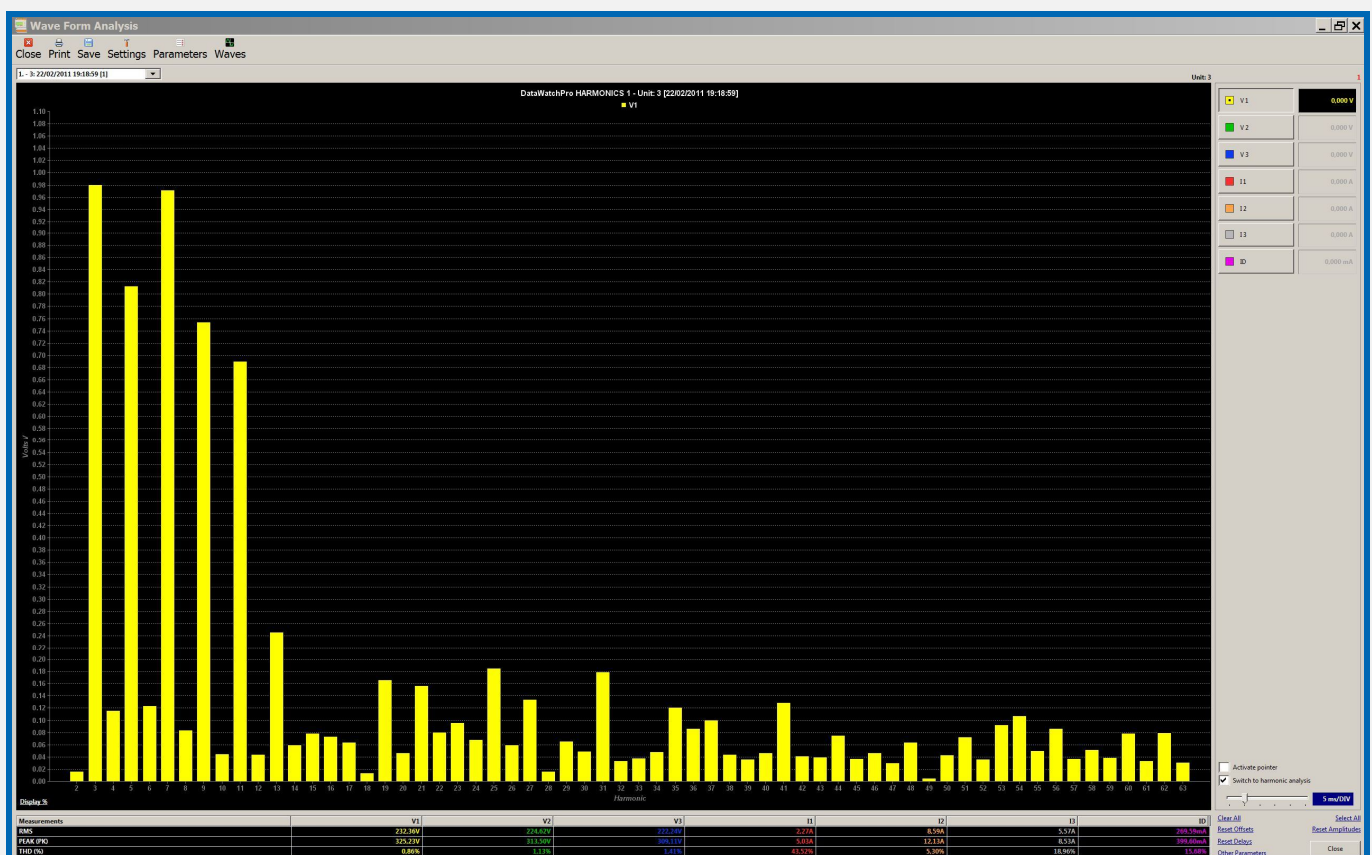 Wave Form Analysis
Close Print Save Settings Parameters Waves
1. - 3: 22/02/2011 19:18:59 [1]
Unit: 3
1
DataWatchPro HARMONICS 1 - Unit: 3 [22/02/2011 19:18:59]
V1
1.10
1.08
1.06
1.04
1.02
1.00
0.98
0.96
0.94
0.92
0.90
0.88
0.86
0.84
0.82
0.80
0.78
0.76
0.74
0.72
0.70
0.68
0.66
0.64
0.62
0.60
0.58
0.56
0.54
0.52
0.50
0.48
0.46
0.44
0.42
0.40
0.38
0.36
0.34
0.32
0.30
0.28
0.26
0.24
0.22
0.20
0.18
0.16
0.14
0.12
0.10
0.08
0.06
0.04
0.02
0.00
Volts V
2 3 4 5 6 7 8 9 10 11 12 13 14 15 16 17 18 19 20 21 22 23 24 25 26 27 28 29 30 31 32 33 34 35 36 37 38 39 40 41 42 43 44 45 46 47 48 49 50 51 52 53 54 55 56 57 58 59 60 61 62 63
Harmonic
Display %
V1 0,000 V
V2 0,000 V
V3 0,000 V
I1 0,000 A
I2 0,000 A
I3 0,000 A
ID 0,000 mA
Activate pointer
Switch to harmonic analysis
5 ms/DIV
Measurements V1 V2 V3 I1 I2 I3 ID
RMS 232,36V 224,62V 222,24V 2,27A 8,59A 5,57A
PEAK (PK) 325,23V 313,50V 5,03A 12,13A 8,53A
THD (%) 0,86% 1,13% 1,41% 43,52% 5,30% 18,96% 15,68%
Clear All Select All
Reset Offsets Reset Amplitudes
Reset Delays
Other Parameters
Close